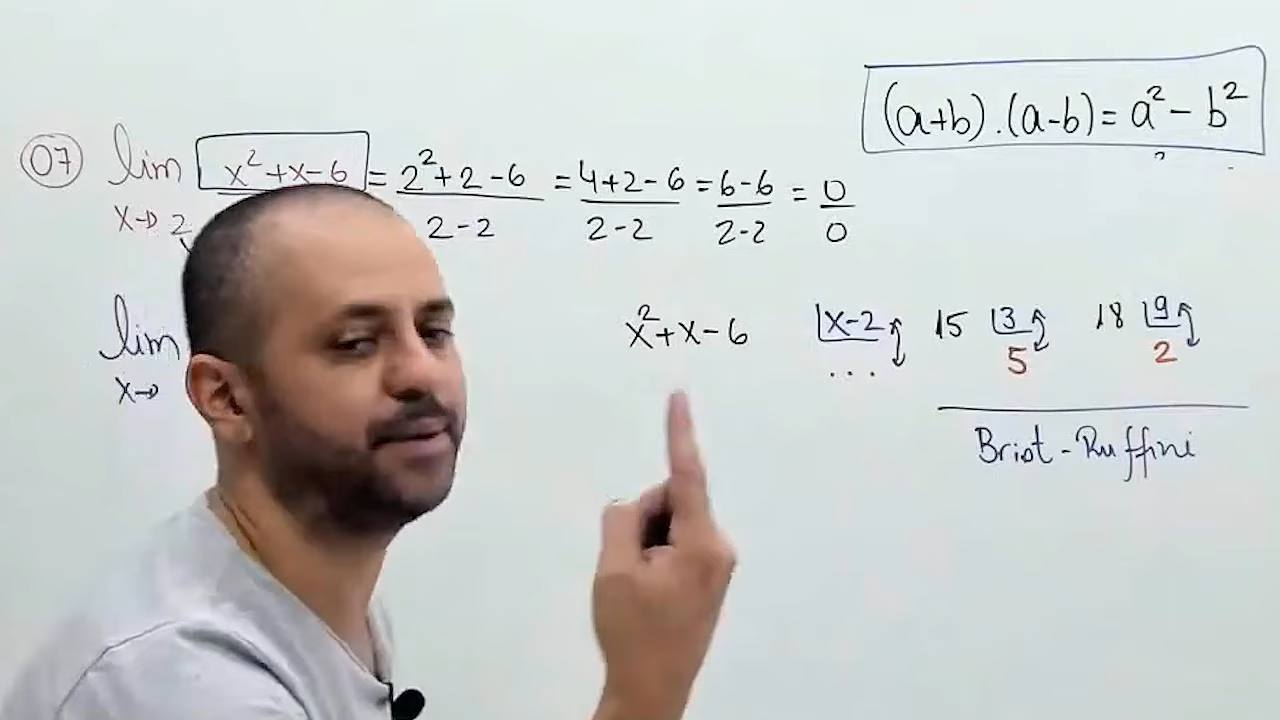 (a+b).(a-b)=a²-b²
07 lim x²+x-6 = 2²+2-6 = 4+2-6 = 6-6 = 0
x→2 2-2 2-2 2-2 0
lim x²+x-6 x-2 15 3 18 9
x→ ... 5 2
Briot-Ruffini